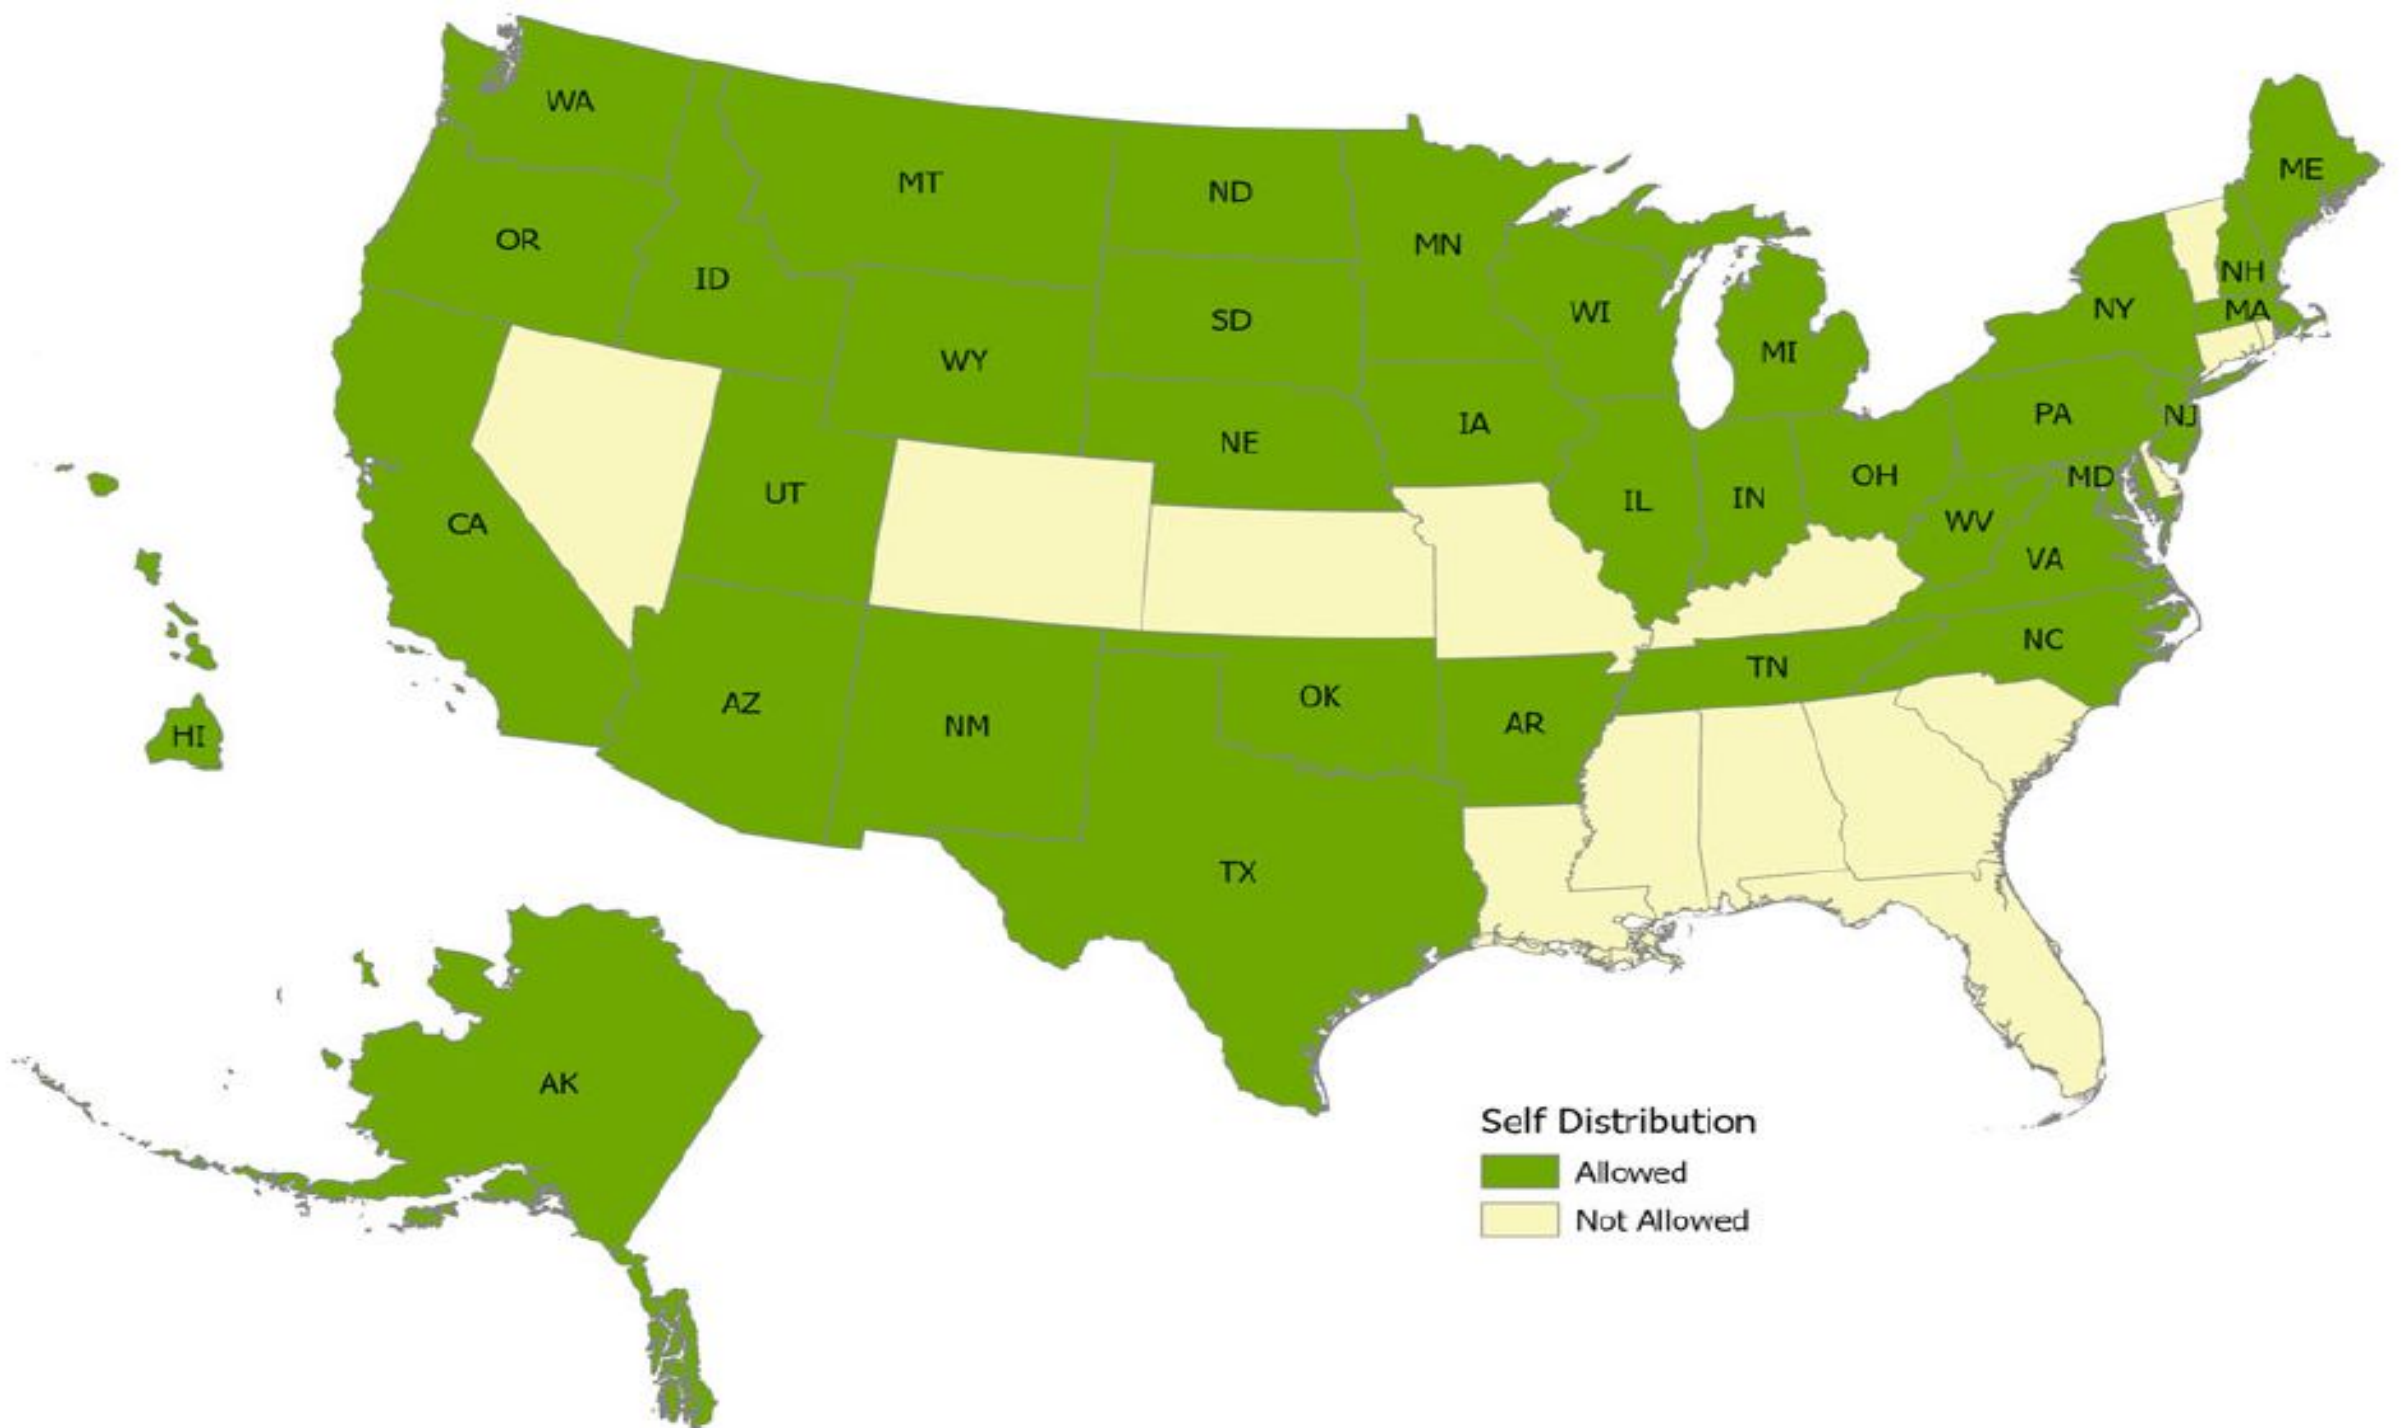 WA
ME
MT
ND
OR
MN
NH
ID
WI
NY
MA
SD
MI
WY
PA
NJ
IA
NE
OH
MD
UT
IL
IN
CA
WV
VA
NC
TN
OK
AZ
AR
NM
HI
TX
AK
Self Distribution
Allowed
Not Allowed